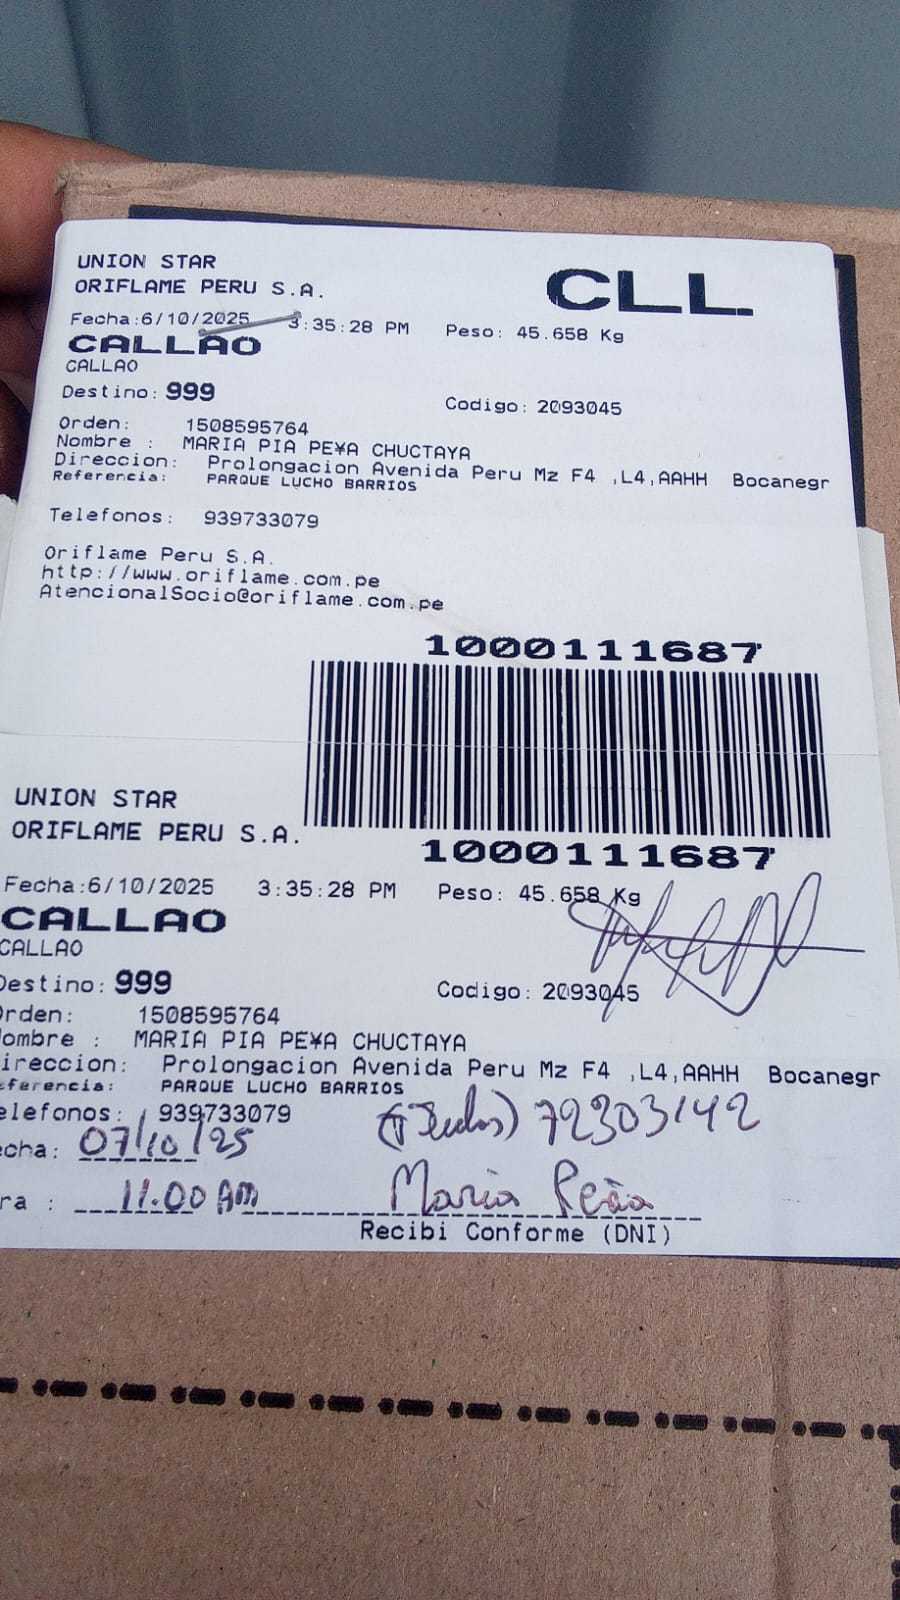 UNION STAR
ORIFLAME PERU S.A.
CLL
Fecha:6/10/2025 3:35:28 PM Peso: 45.658 Kg
CALLAO
CALLAO
Destino: 999 Codigo: 2093045
Orden: 1508595764
Nombre : MARIA PIA PE¥A CHUCTAYA
Direccion: Prolongacion Avenida Peru Mz F4 ,L4,AAHH Bocanegr
Referencia: PARQUE LUCHO BARRIOS
Telefonos: 939733079
Oriflame Peru S.A.
http://www.oriflame.com.pe
AtencionalSocio@oriflame.com.pe
1000111687
1000111687
UNION STAR
ORIFLAME PERU S.A.
Fecha:6/10/2025 3:35:28 PM Peso: 45.658 Kg
CALLAO
CALLAO
Destino: 999 Codigo: 2093045
rden: 1508595764
ombre : MARIA PIA PE¥A CHUCTAYA
ireccion: Prolongacion Avenida Peru Mz F4 ,L4,AAHH Bocanegr
eferencia: PARQUE LUCHO BARRIOS
elefonos: 939733079
72303142
echa: 07/10/25
ra : 11:00 AM Maria Peña
Recibi Conforme (DNI)